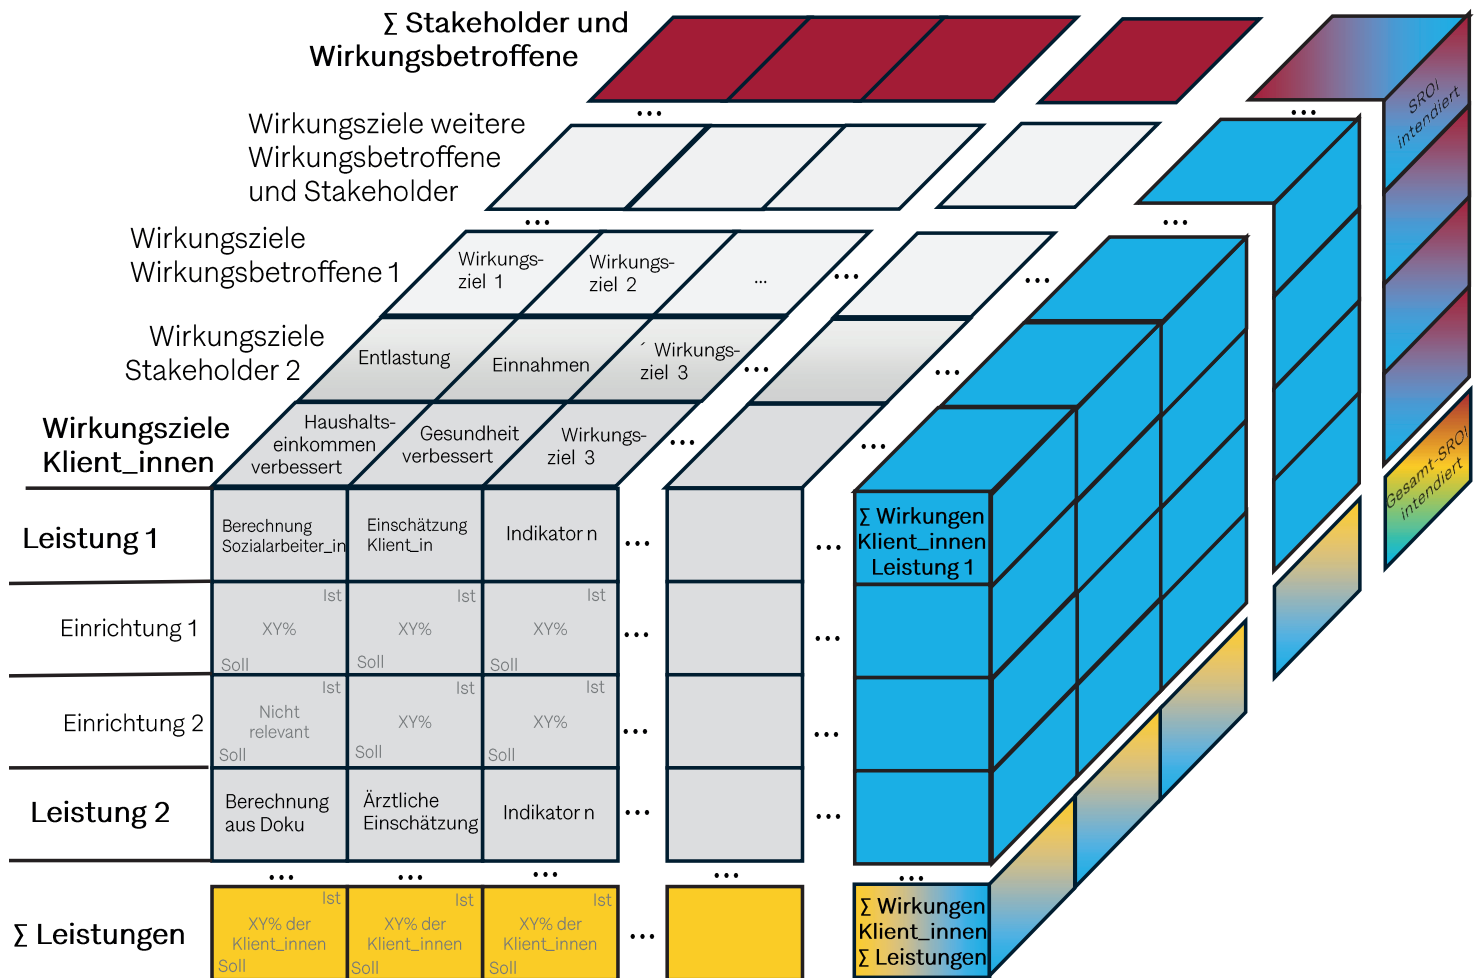 ∑ Stakeholder und
Wirkungsbetroffene
...
SROI
intendiert
...
Wirkungsziele weitere
Wirkungsbetroffene
und Stakeholder
...
...
Wirkungsziele
Wirkungsbetroffene 1
Wirkungs-
ziel 1
Wirkungs-
ziel 2
...
...
...
Wirkungsziele
Stakeholder 2
Entlastung
Einnahmen
´ Wirkungs-
ziel 3
...
...
Wirkungsziele
Klient_innen
Haushalts-
einkommen
verbessert
Gesundheit
verbessert
Wirkungs-
ziel 3
...
...
Gesamt-SROI
intendiert
Leistung 1
Berechnung
Sozialarbeiter_in
Einschätzung
Klient_in
Indikator n
...
...
∑ Wirkungen
Klient_innen
Leistung 1
Einrichtung 1
Ist
XY%
Soll
Ist
XY%
Soll
Ist
XY%
Soll
...
...
Einrichtung 2
Ist
Nicht
relevant
Soll
Ist
XY%
Soll
Ist
XY%
Soll
...
...
Leistung 2
Berechnung
aus Doku
Ärztliche
Einschätzung
Indikator n
...
...
...
...
...
...
...
∑ Leistungen
Ist
XY% der
Klient_innen
Soll
Ist
XY% der
Klient_innen
Soll
Ist
XY% der
Klient_innen
Soll
...
∑ Wirkungen
Klient_innen
∑ Leistungen